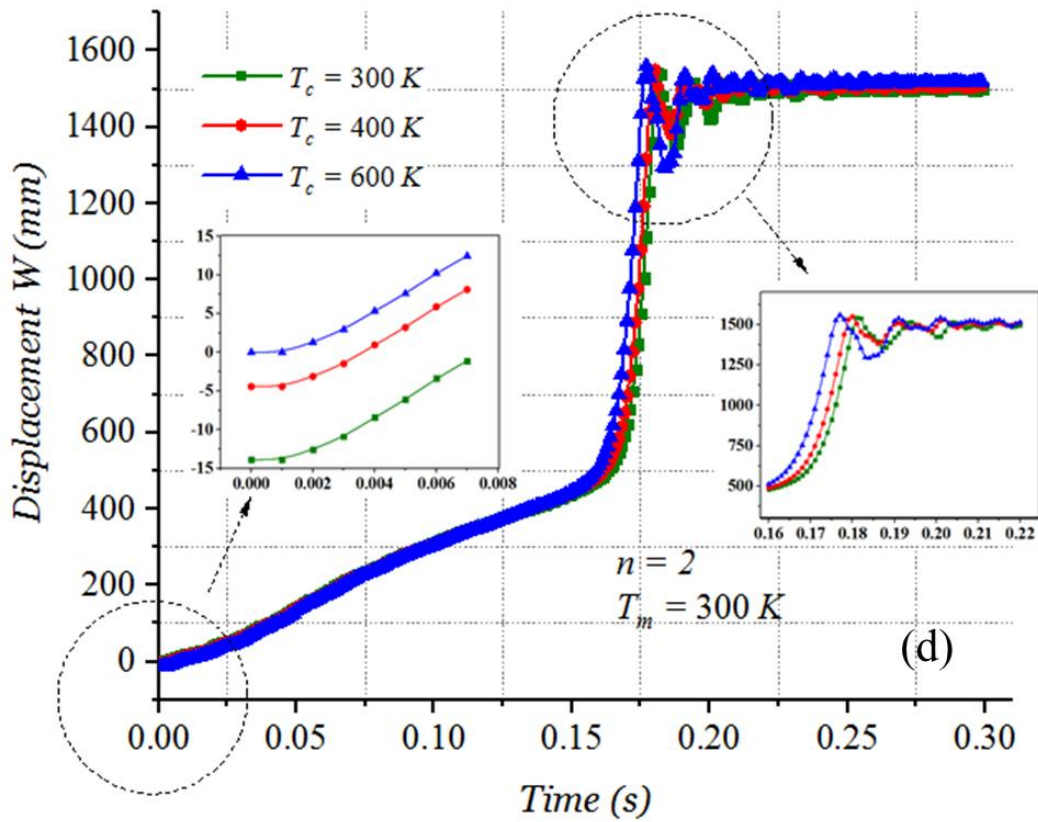 1600
1400
1200
1000
800
600
400
200
0
Displacement W (mm)
T_c = 300 K
T_c = 400 K
T_c = 600 K
15
10
5
0
-5
-10
-15
0.000 0.002 0.004 0.006 0.008
1500
1250
1000
750
500
0.16 0.17 0.18 0.19 0.20 0.21 0.22
n = 2
T_m = 300 K
(d)
0.00 0.05 0.10 0.15 0.20 0.25 0.30
Time (s)